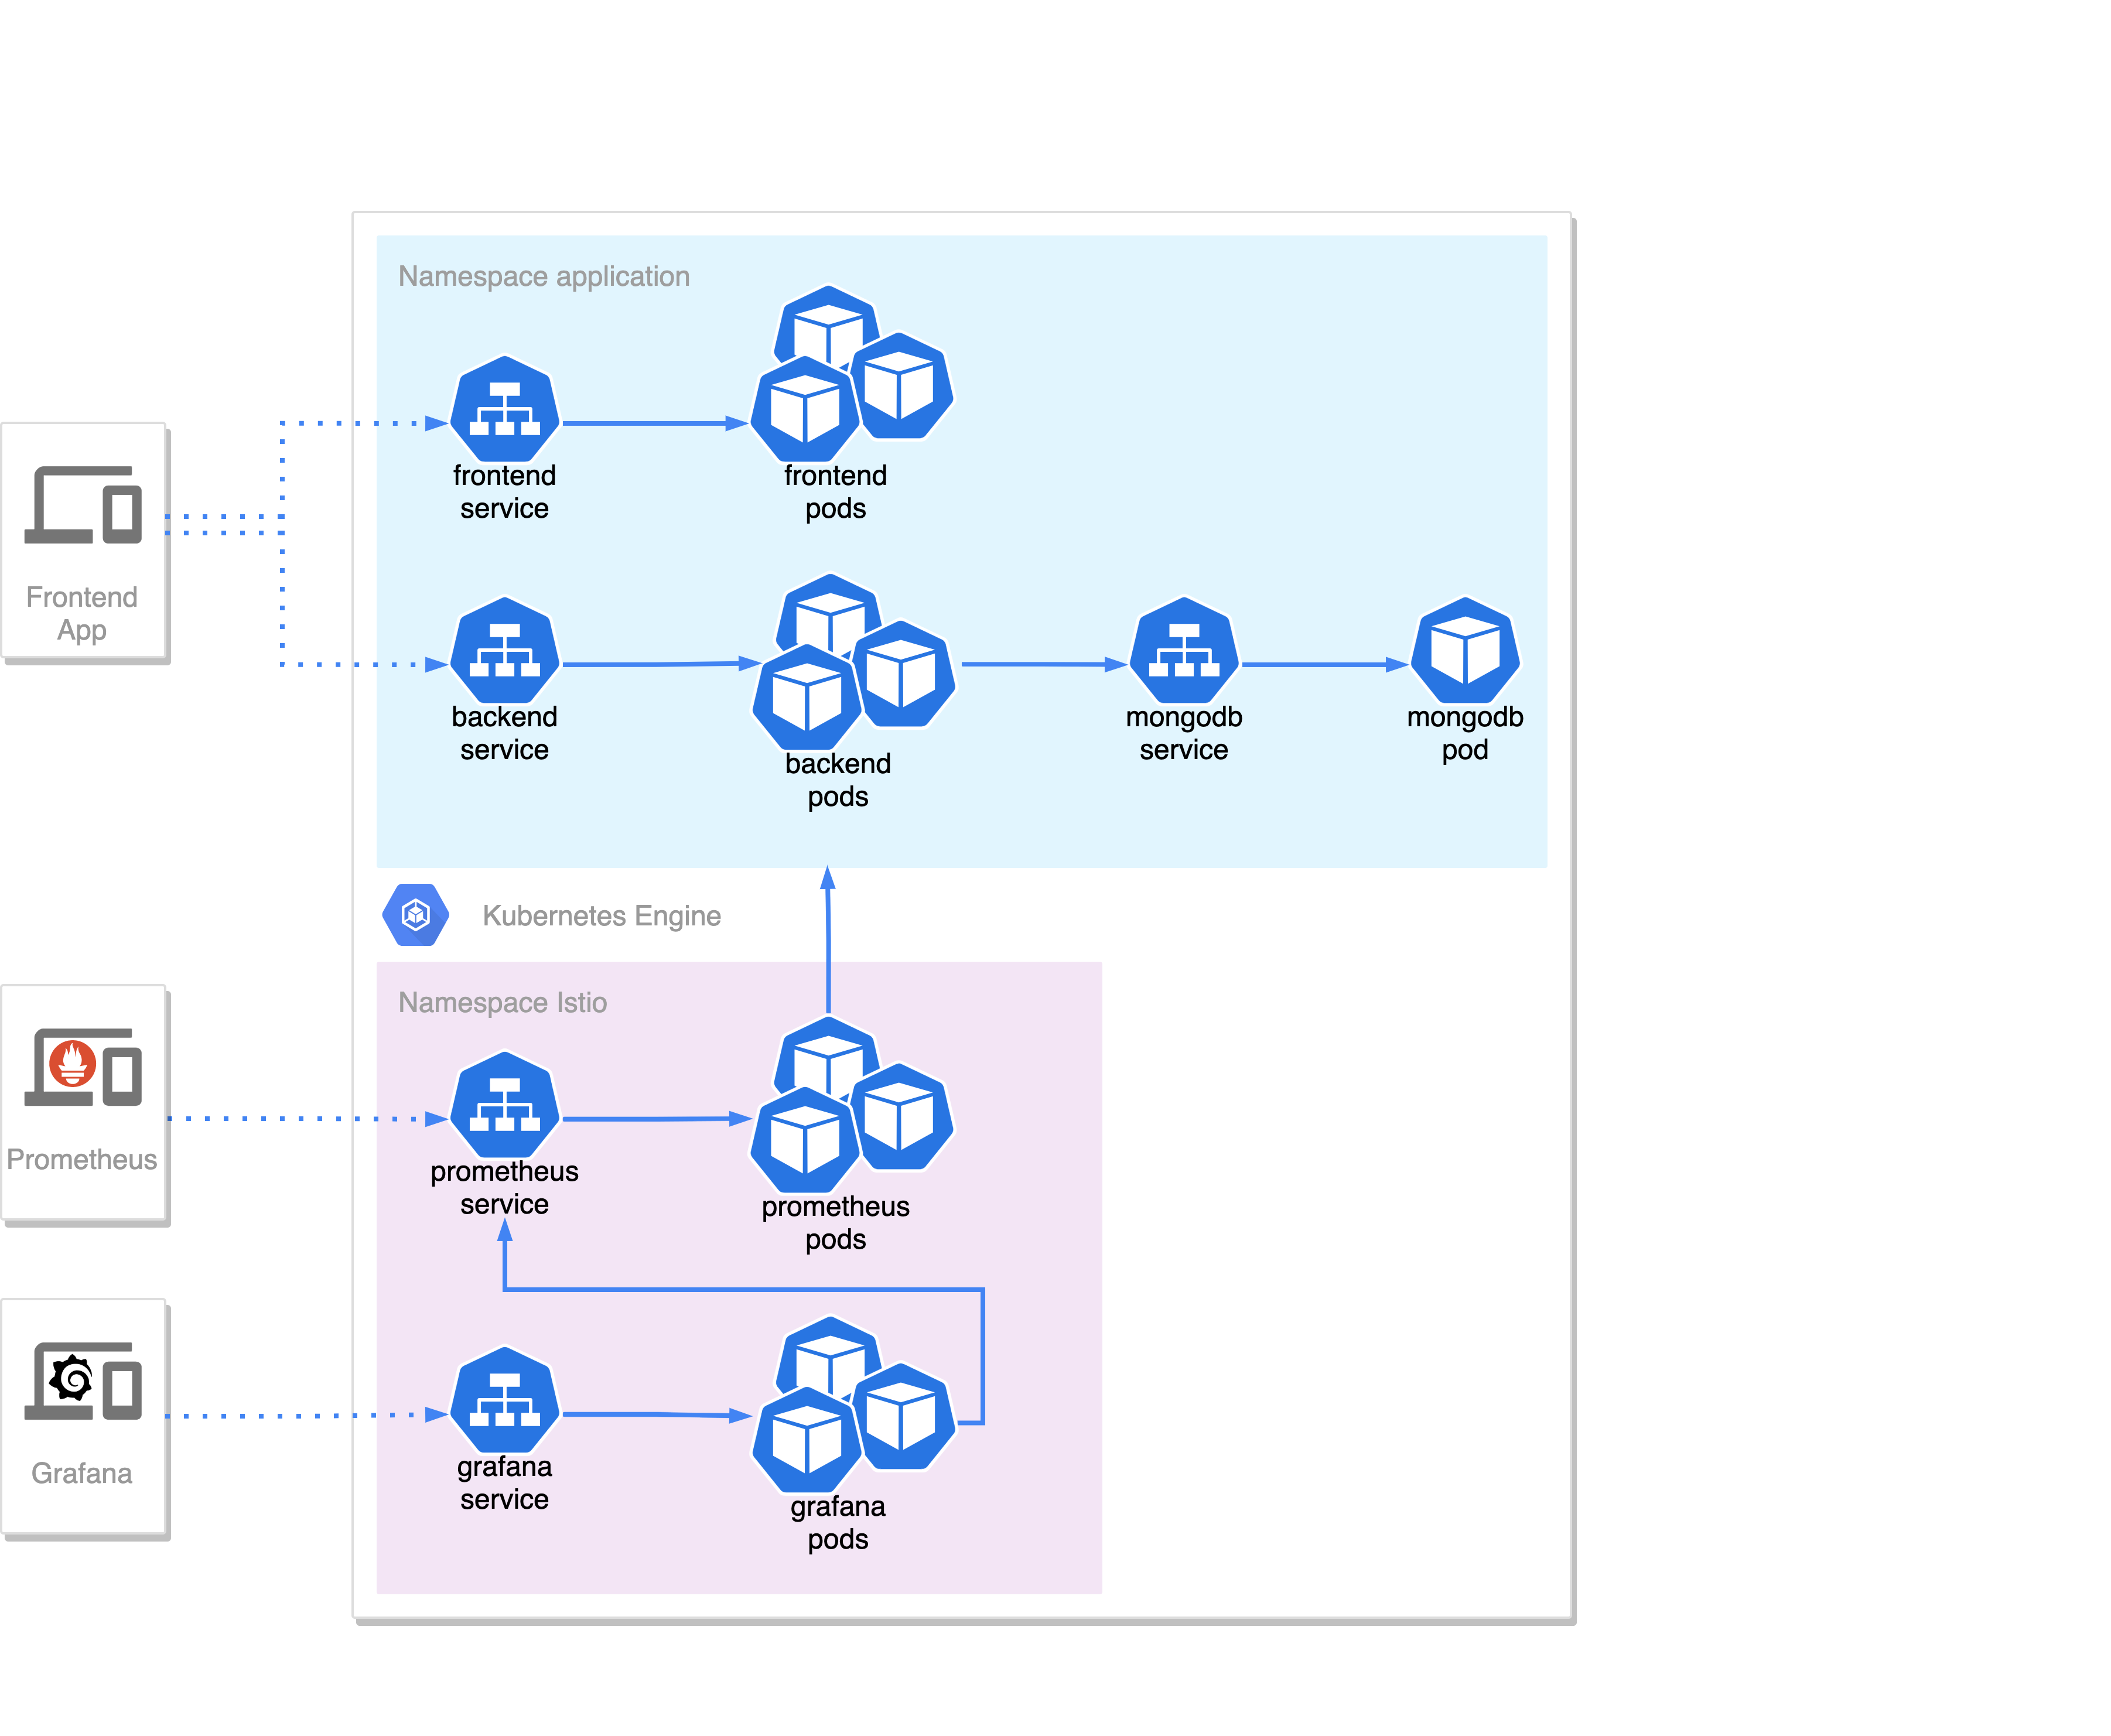 Namespace application
frontend
service
frontend
pods
Frontend
App
backend
service
backend
pods
mongodb
service
mongodb
pod
Kubernetes Engine
Namespace Istio
Prometheus
prometheus
service
prometheus
pods
Grafana
grafana
service
grafana
pods